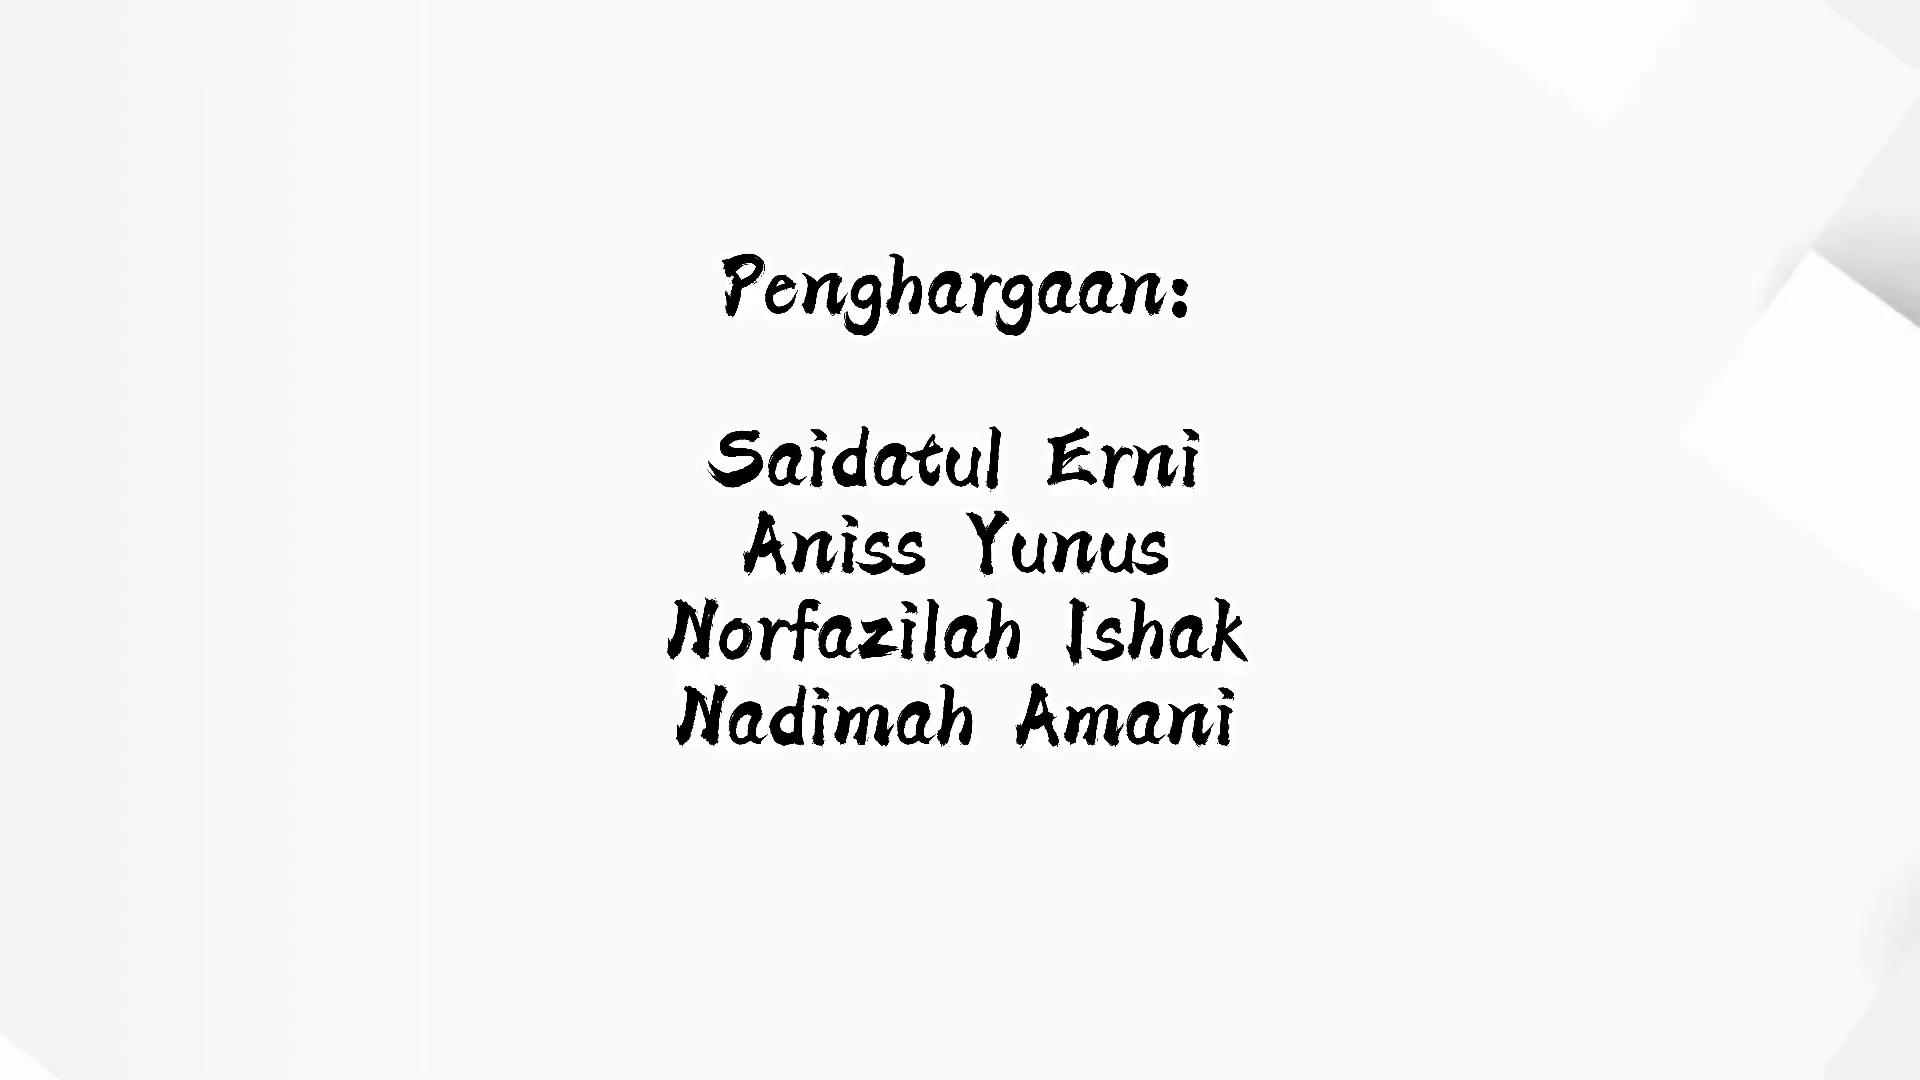 Penghargaan:
Saidatul Erni
Aniss Yunus
Norfazilah Ishak
Nadimah Amani